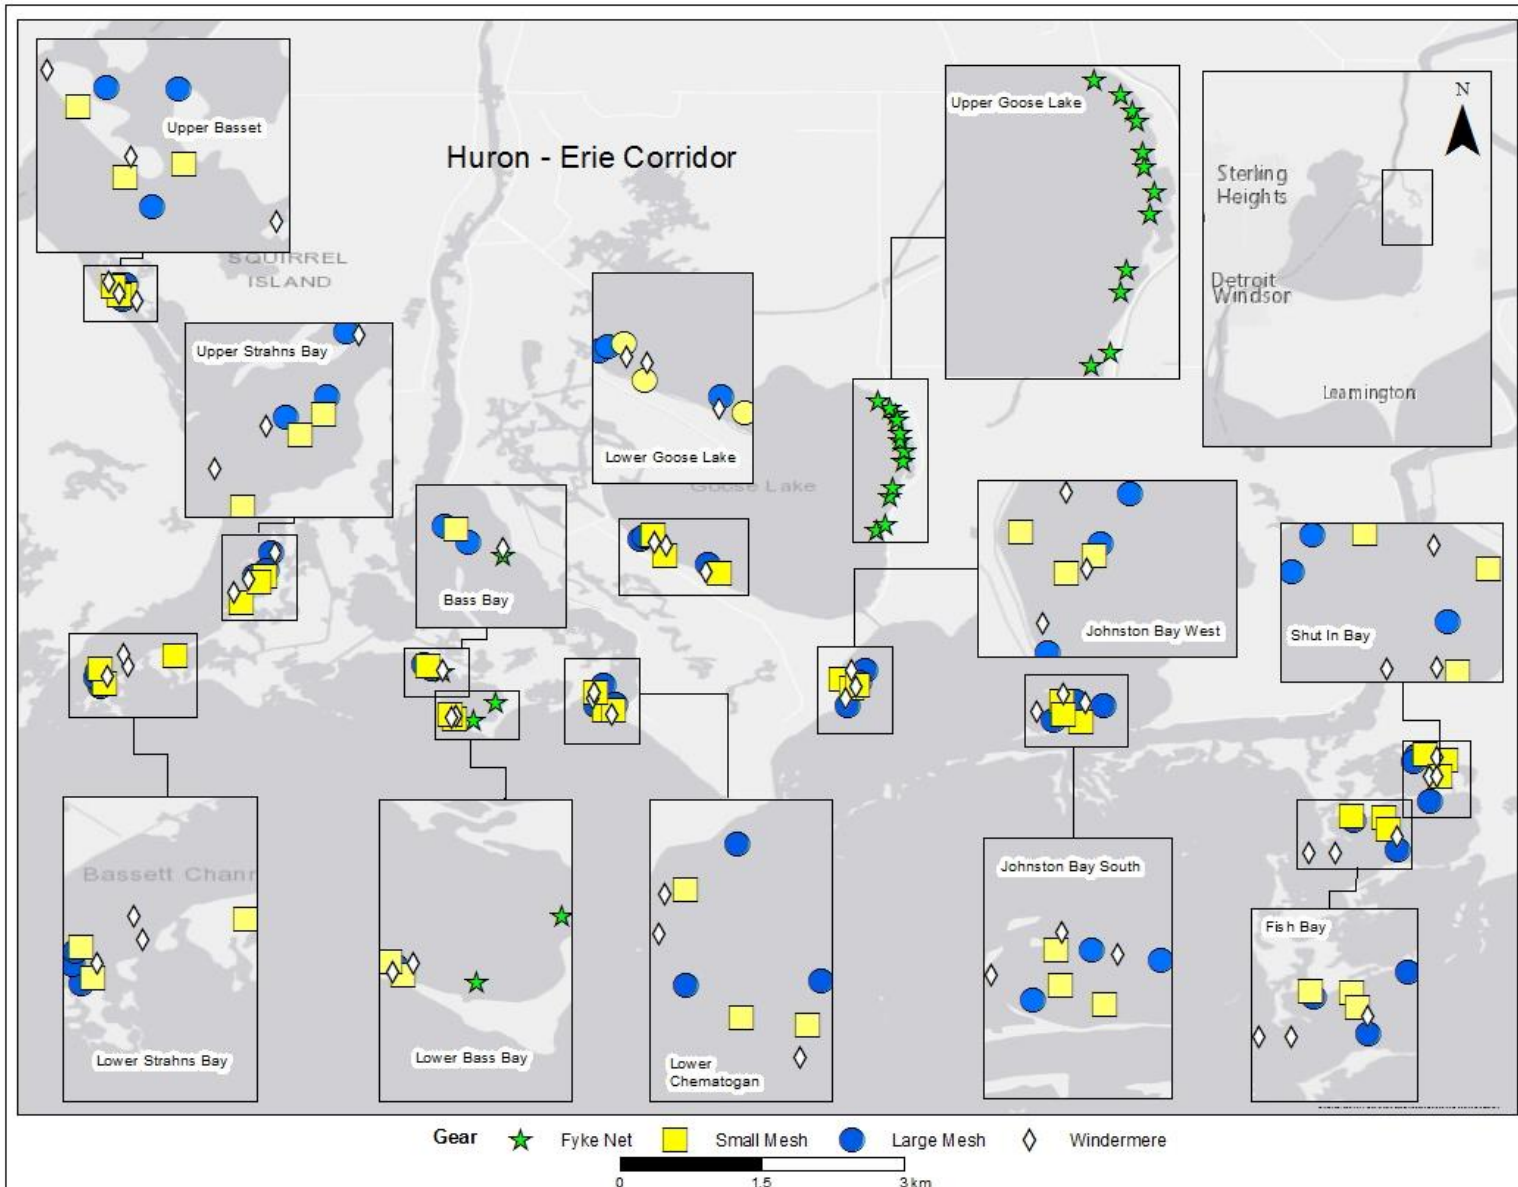 Huron - Erie Corridor
Upper Basset
SQUIRREL
ISLAND
Upper Strahns Bay
Lower Goose Lake
Goose Lake
Upper Goose Lake
N
Sterling
Heights
Detroit
Windsor
Leamington
Bass Bay
Johnston Bay West
Shut In Bay
Bassett Chann
Lower Strahns Bay
Lower Bass Bay
Lower
Chematogan
Johnston Bay South
Fish Bay
Gear Fyke Net Small Mesh Large Mesh Windermere
0 1.5 3 km